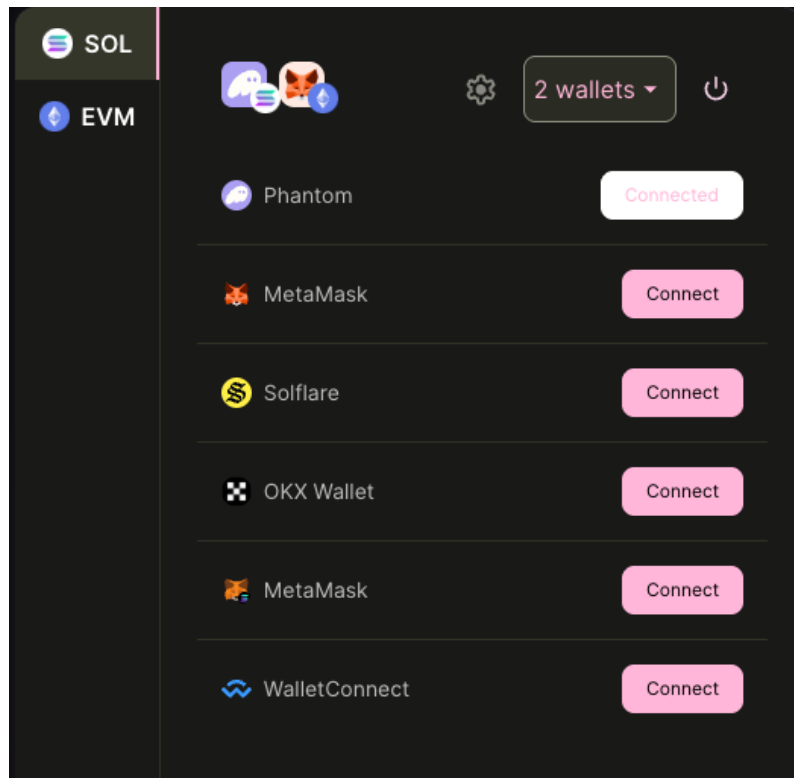 SOL
EVM
2 wallets
Phantom
Connected
MetaMask
Connect
Solflare
Connect
OKX Wallet
Connect
MetaMask
Connect
WalletConnect
Connect